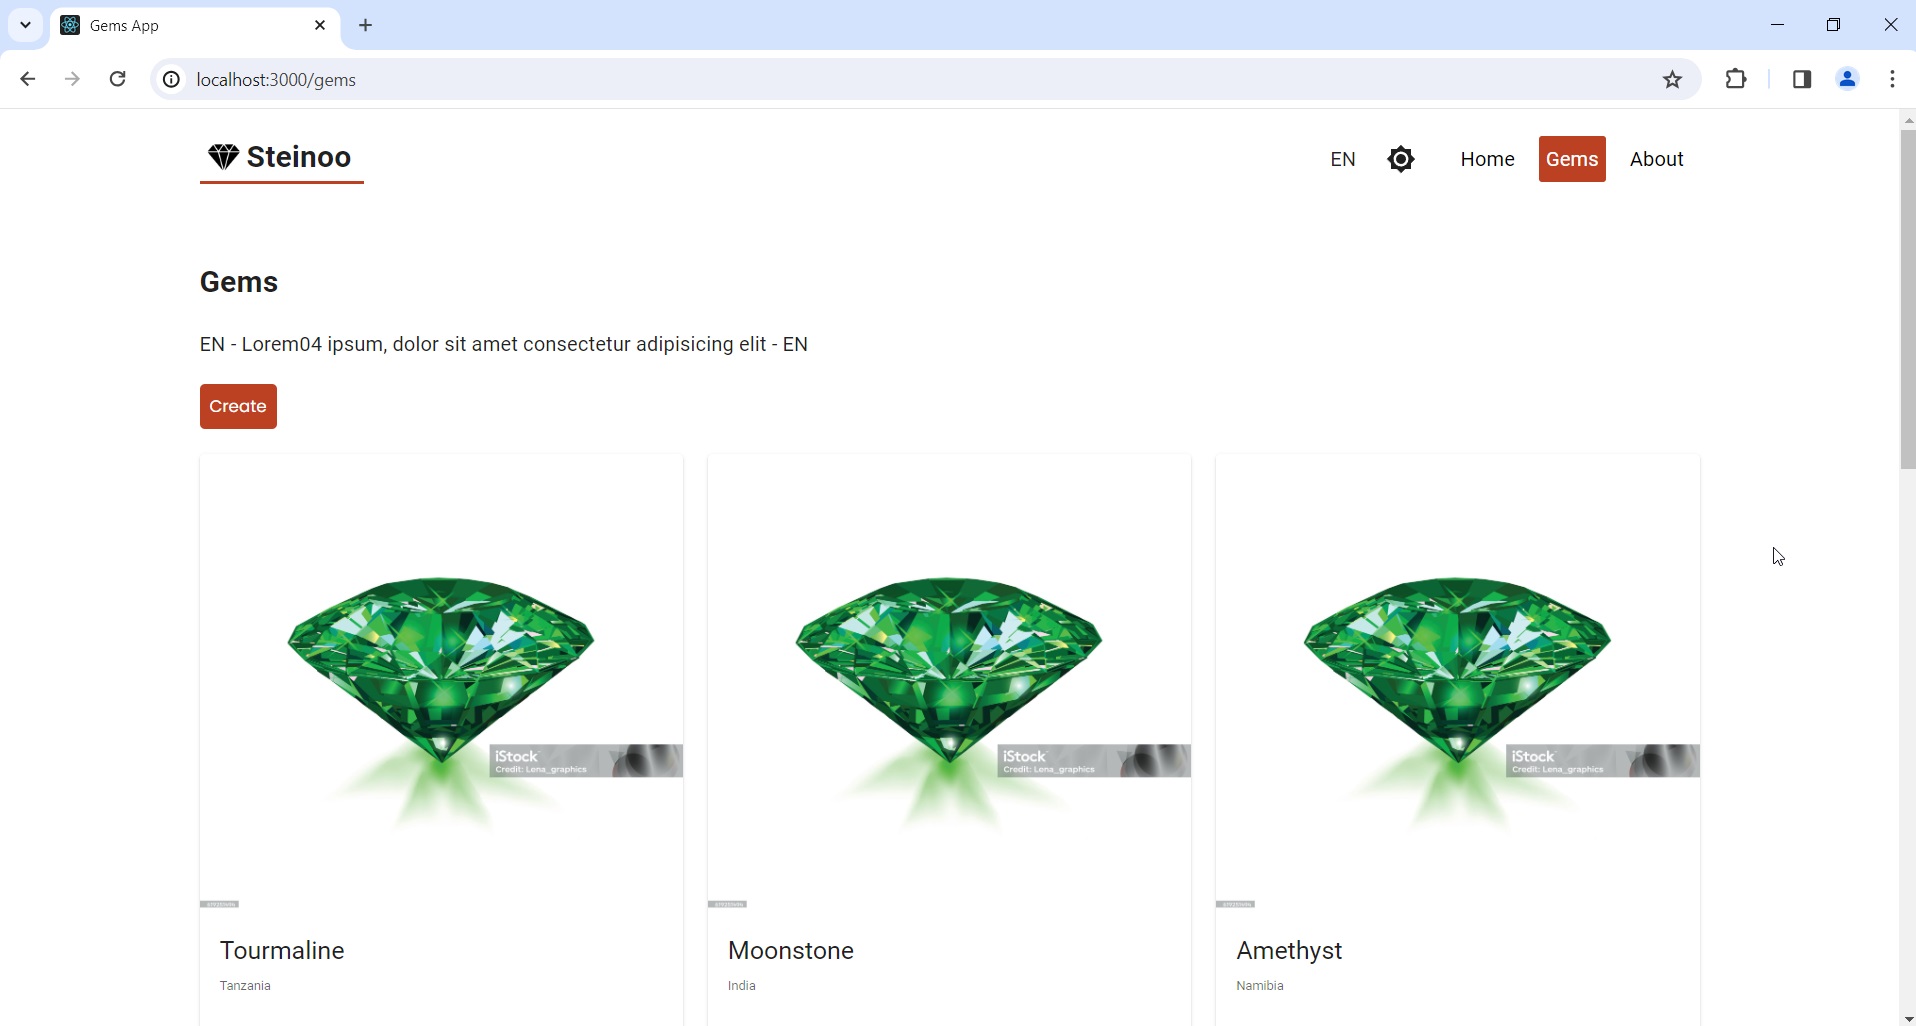 Gems App
localhost:3000/gems
Steinoo
EN
Home
Gems
About
Gems
EN - Lorem04 ipsum, dolor sit amet consectetur adipisicing elit - EN
Create
iStock
Credit: Lena_graphics
iStock
Credit: Lena_graphics
iStock
Credit: Lena_graphics
Tourmaline
Tanzania
Moonstone
India
Amethyst
Namibia